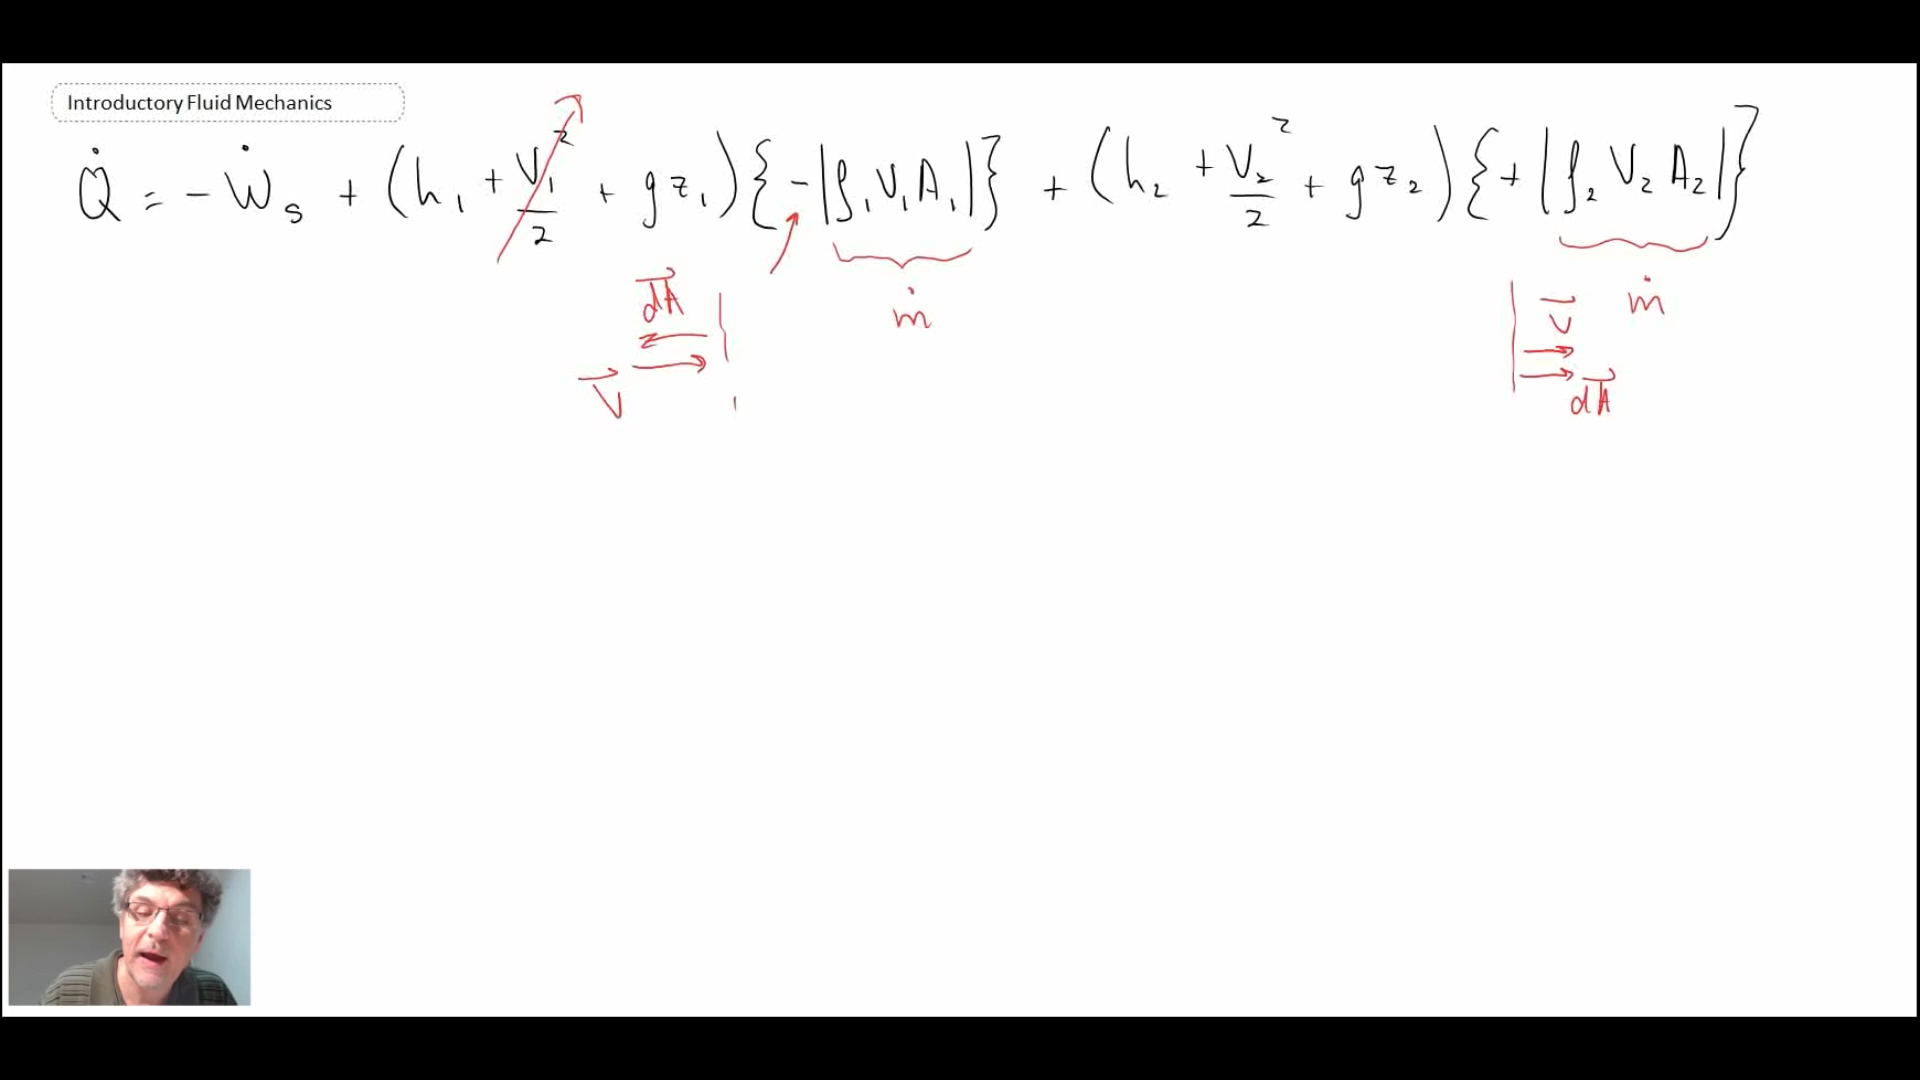 Introductory Fluid Mechanics
Q̇ = - Ẇs + (h₁ + V₁²/2 + gz₁){-|ρ₁V₁A₁|} + (h₂ + V₂²/2 + gz₂){+|ρ₂V₂A₂|}
dA⃗ ṁ V⃗ ṁ
V⃗ dA⃗